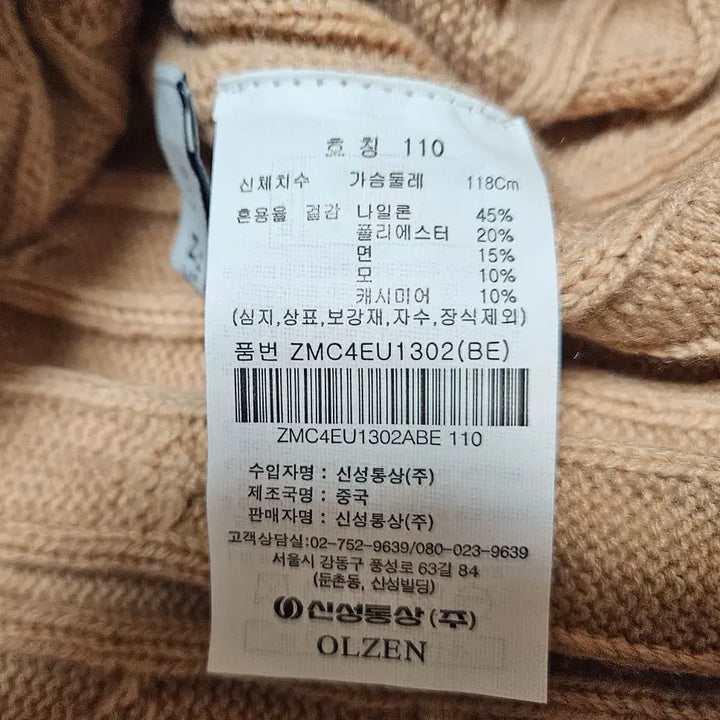 호 칭 110
신체치수 가슴둘레 118Cm
혼용율 겉감 나일론 45%
폴리에스터 20%
면 15%
모 10%
캐시미어 10%
(심지,상표,보강재,자수,장식제외)
품번 ZMC4EU1302(BE)
ZMC4EU1302ABE 110
수입자명 : 신성통상(주)
제조국명 : 중국
판매자명 : 신성통상(주)
고객상담실:02-752-9639/080-023-9639
서울시 강동구 풍성로 63길 84
(둔촌동, 신성빌딩)
신성통상(주)
OLZEN